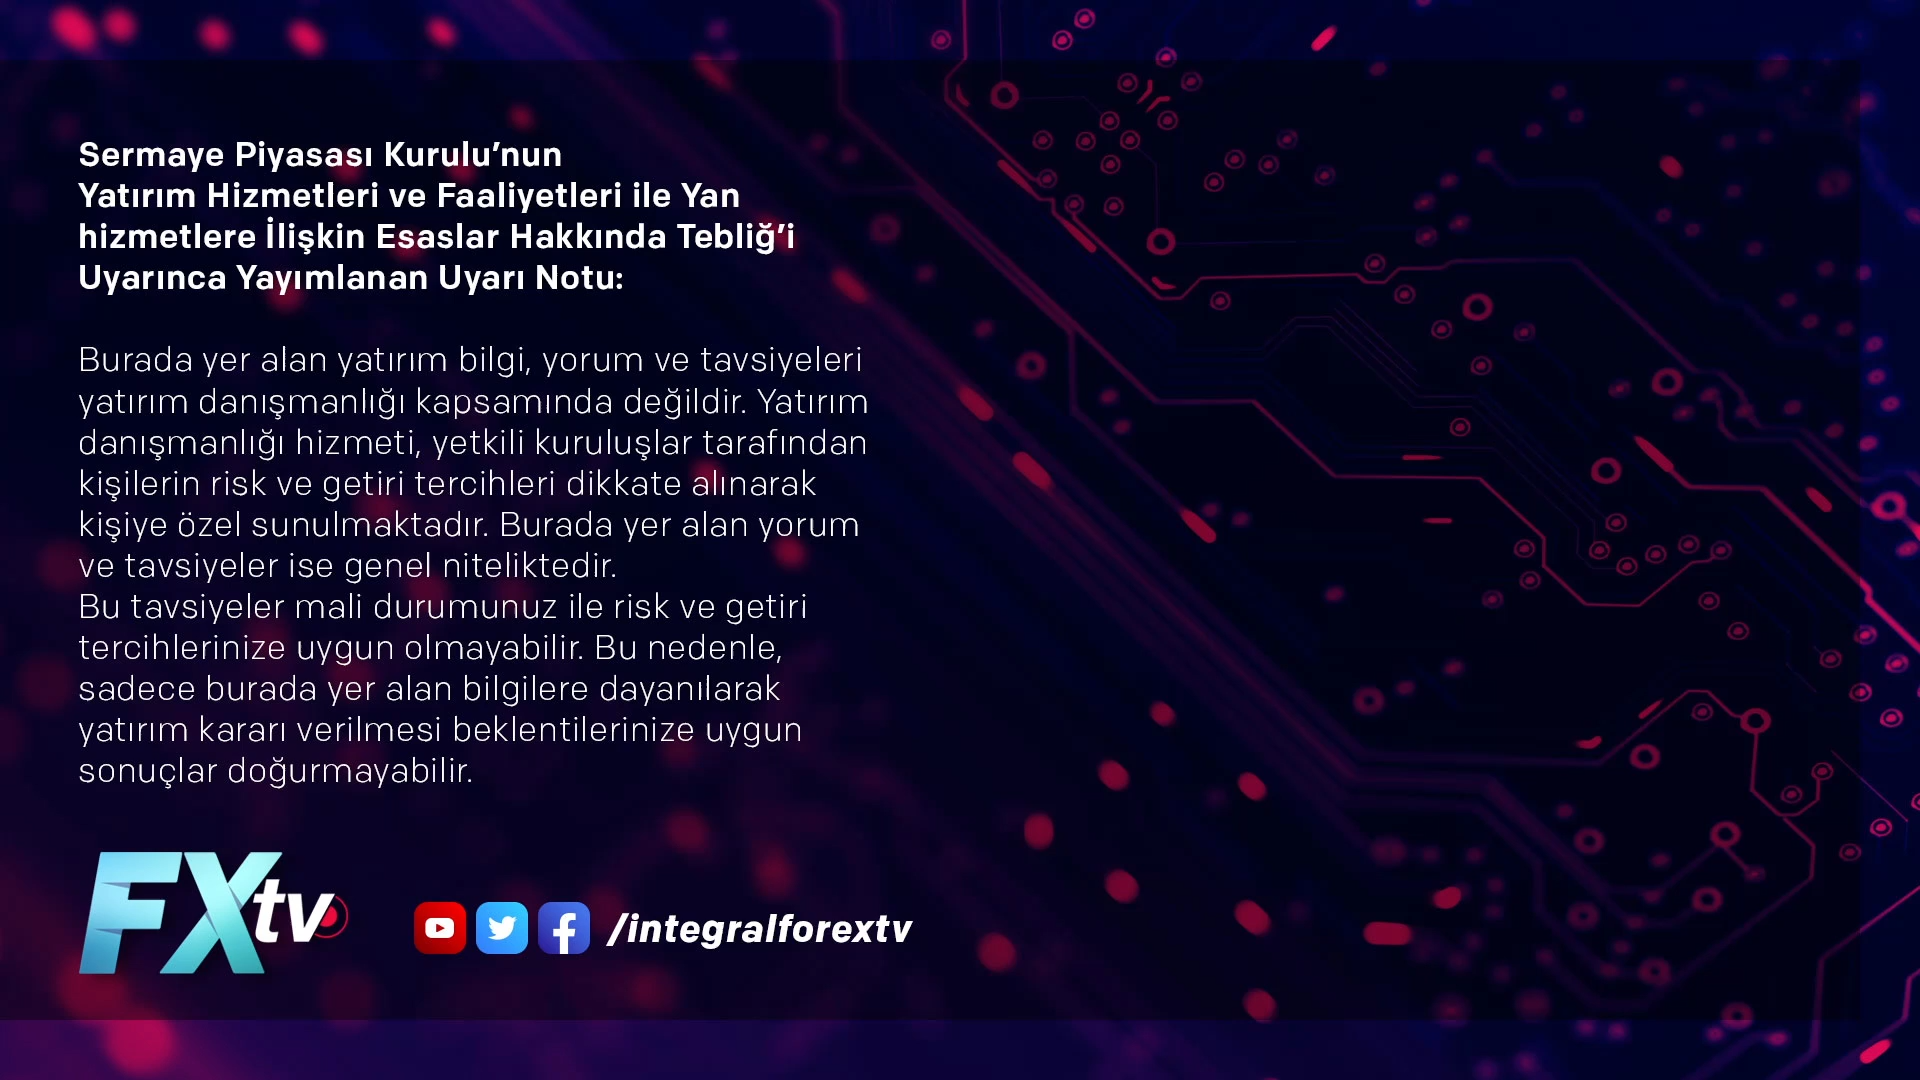 Sermaye Piyasası Kurulu’nun
Yatırım Hizmetleri ve Faaliyetleri ile Yan
hizmetlere İlişkin Esaslar Hakkında Tebliğ’i
Uyarınca Yayımlanan Uyarı Notu:
Burada yer alan yatırım bilgi, yorum ve tavsiyeleri
yatırım danışmanlığı kapsamında değildir. Yatırım
danışmanlığı hizmeti, yetkili kuruluşlar tarafından
kişilerin risk ve getiri tercihleri dikkate alınarak
kişiye özel sunulmaktadır. Burada yer alan yorum
ve tavsiyeler ise genel niteliktedir.
Bu tavsiyeler mali durumunuz ile risk ve getiri
tercihlerinize uygun olmayabilir. Bu nedenle,
sadece burada yer alan bilgilere dayanılarak
yatırım kararı verilmesi beklentilerinize uygun
sonuçlar doğurmayabilir.
FXtv
/integralforextv